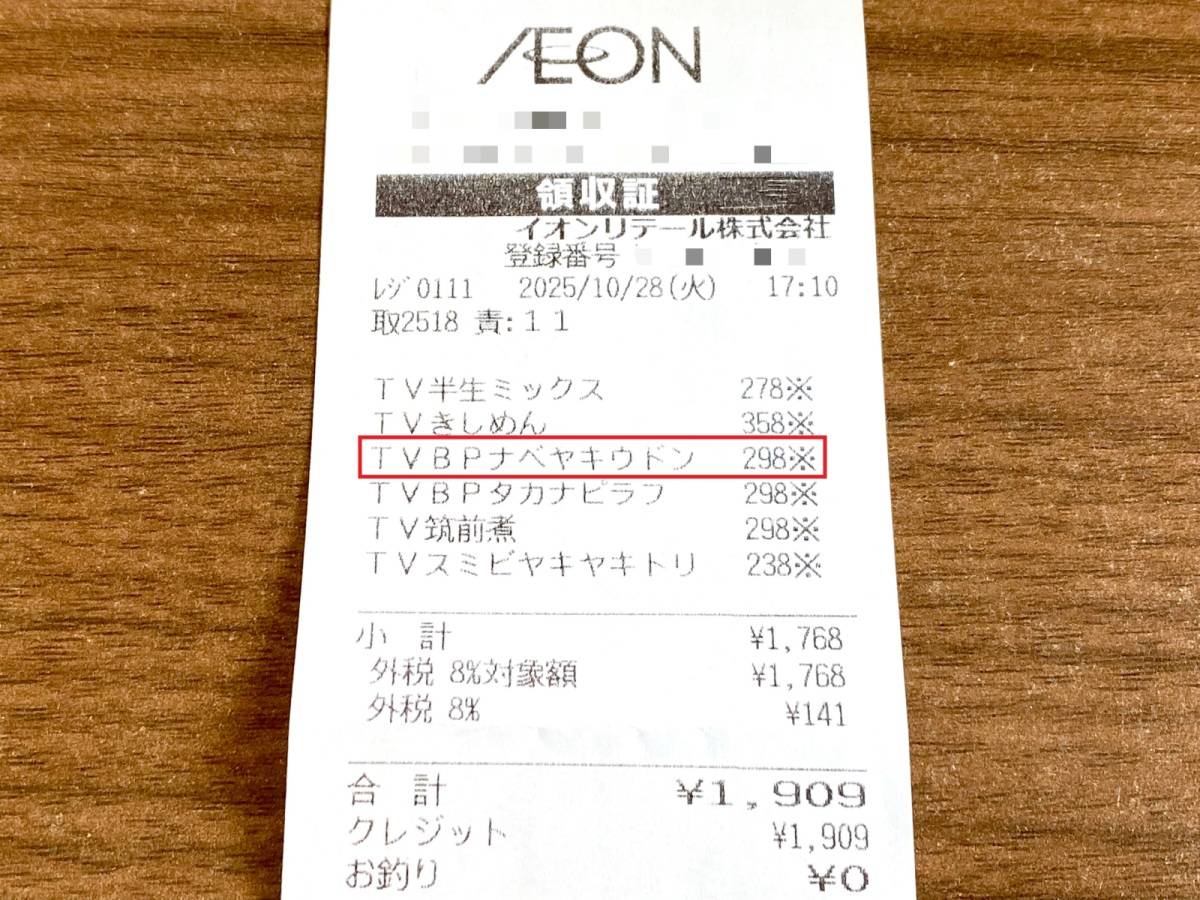 ÆON
領収証
イオンリテール株式会社
登録番号
ﾚｼﾞ0111 2025/10/28(火) 17:10
取2518 責:11
TV半生ミックス 278※
TVきしめん 358※
TVBPナベヤキウドン 298※
TVBPタカナピラフ 298※
TV筑前煮 298※
TVスミビヤキヤキトリ 238※
小計 ¥1,768
外税 8%対象額 ¥1,768
外税 8% ¥141
合計 ¥1,909
クレジット ¥1,909
お釣り ¥0